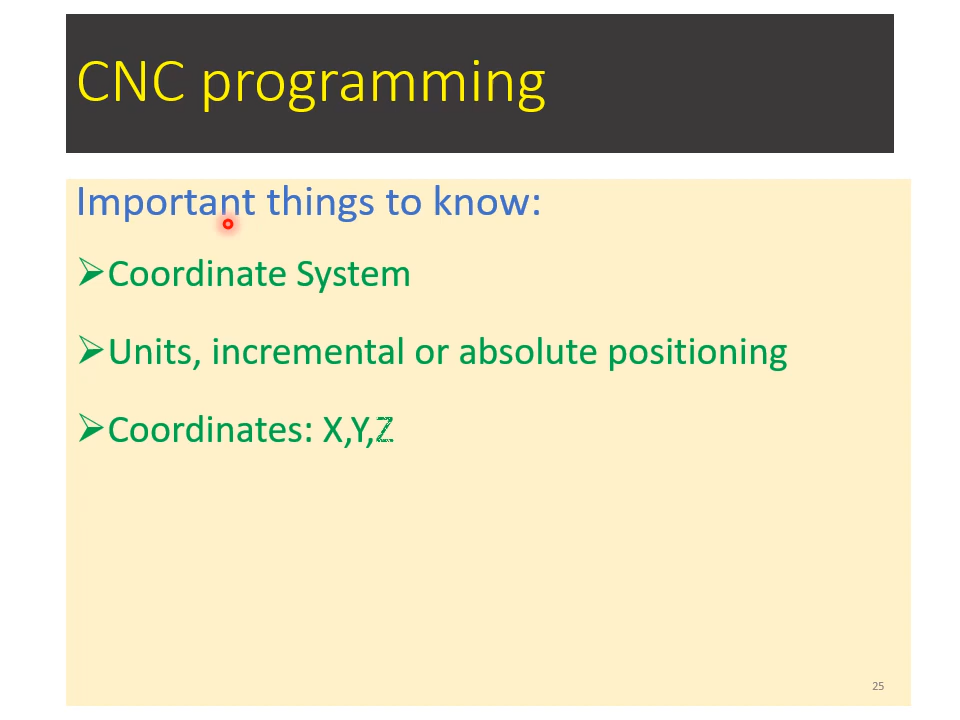 CNC programming
Important things to know:
➢Coordinate System
➢Units, incremental or absolute positioning
➢Coordinates: X,Y,Z
25